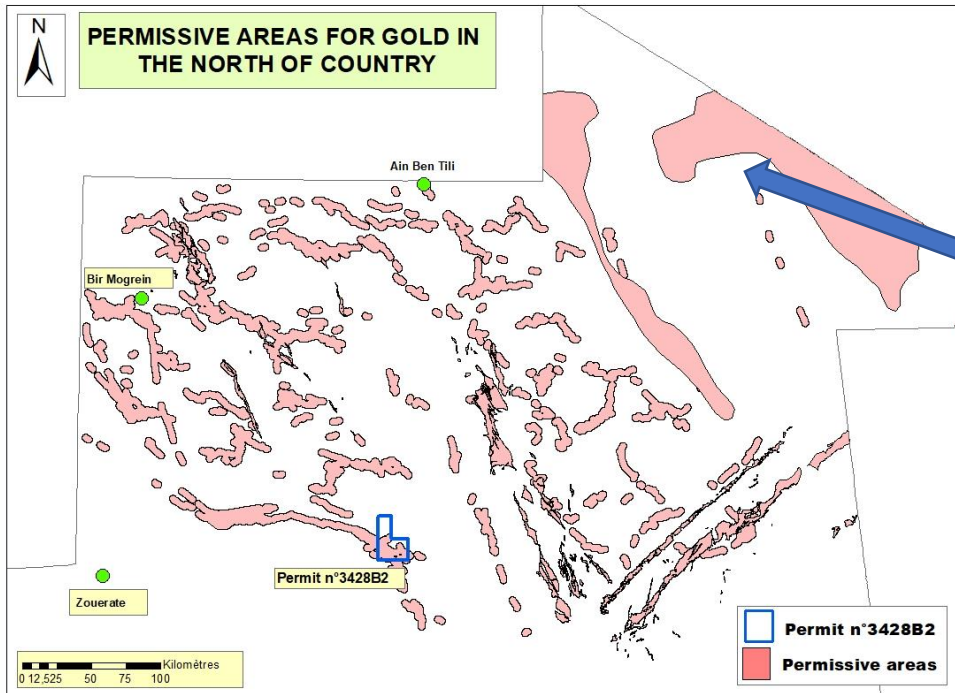 N
PERMISSIVE AREAS FOR GOLD IN
THE NORTH OF COUNTRY
Ain Ben Tili
Bir Mogrein
Permit n°3428B2
Zouerate
Kilomètres
0 12,525 50 75 100
Permit n°3428B2
Permissive areas